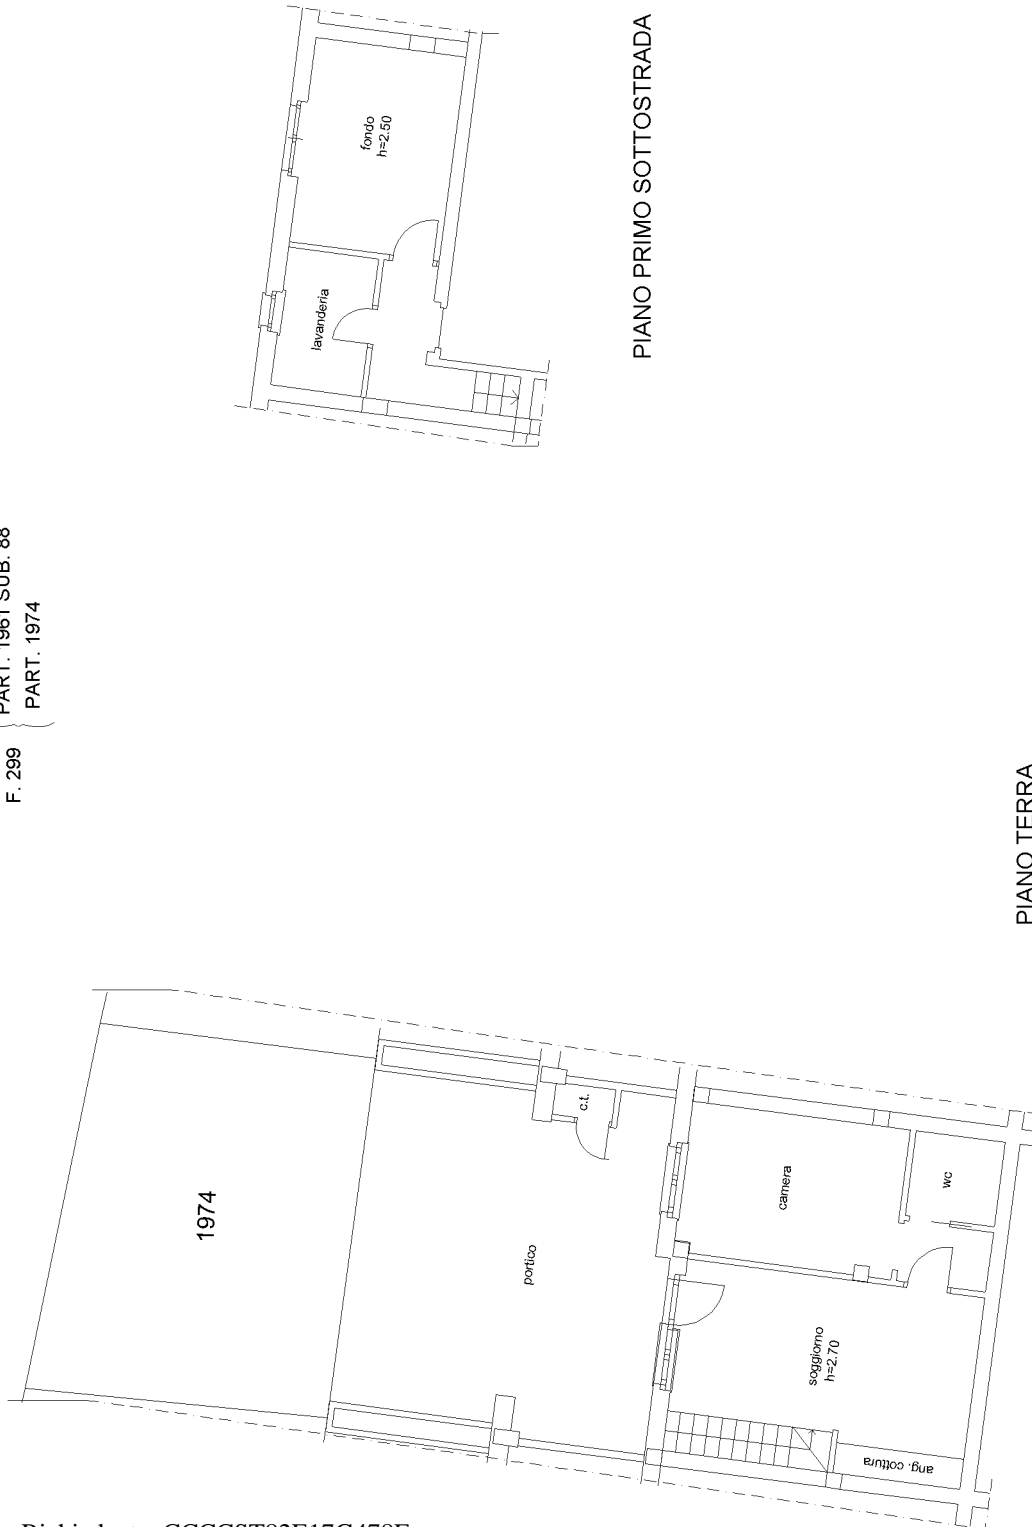 fondo
h=2.50
lavanderia
PIANO PRIMO SOTTOSTRADA
F. 299
PART. 1961 SUB. 88
PART. 1974
PIANO TERRA
1974
c.t.
portico
camera
wc
soggiorno
h=2.70
ang. cottura